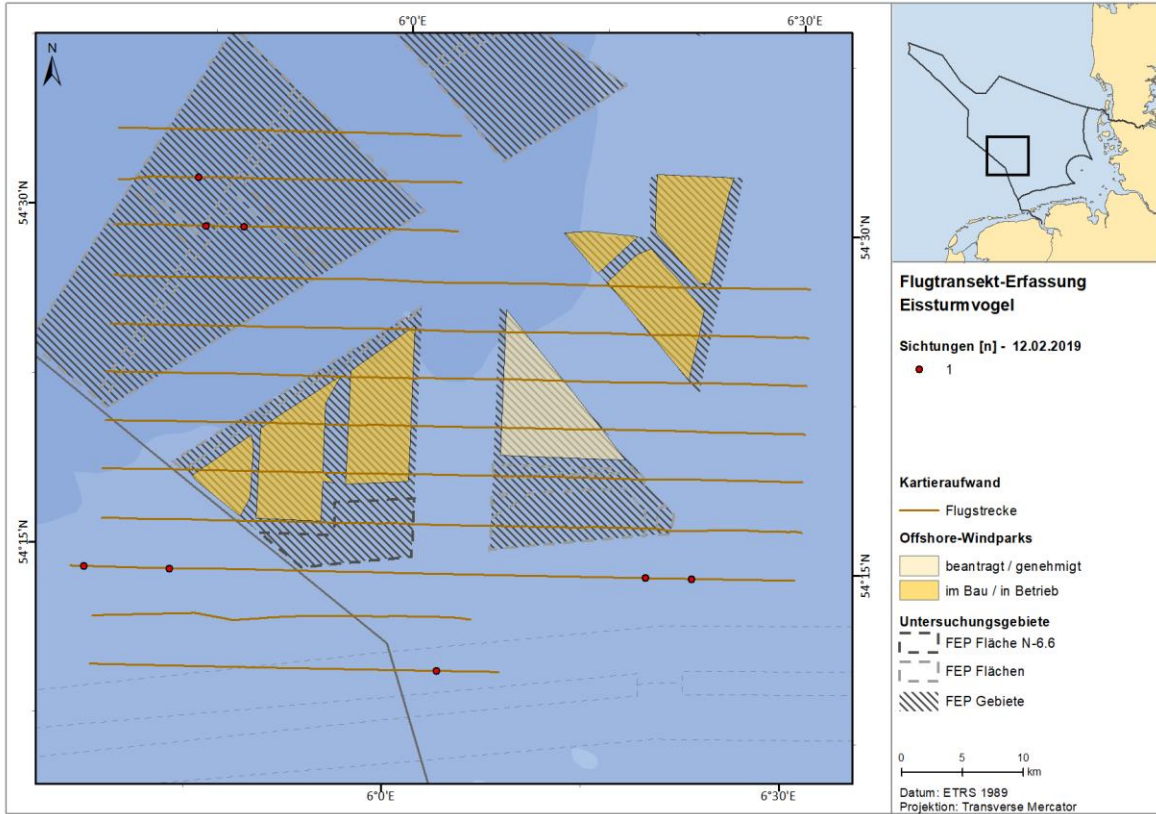 6°0'E
6°30'E
N
54°30'N
54°30'N
54°15'N
54°15'N
6°0'E
6°30'E
Flugtransekt-Erfassung
Eissturmvogel
Sichtungen [n] - 12.02.2019
1
Kartieraufwand
Flugstrecke
Offshore-Windparks
beantragt / genehmigt
im Bau / in Betrieb
Untersuchungsgebiete
FEP Fläche N-6.6
FEP Flächen
FEP Gebiete
0 5 10
km
Datum: ETRS 1989
Projektion: Transverse Mercator